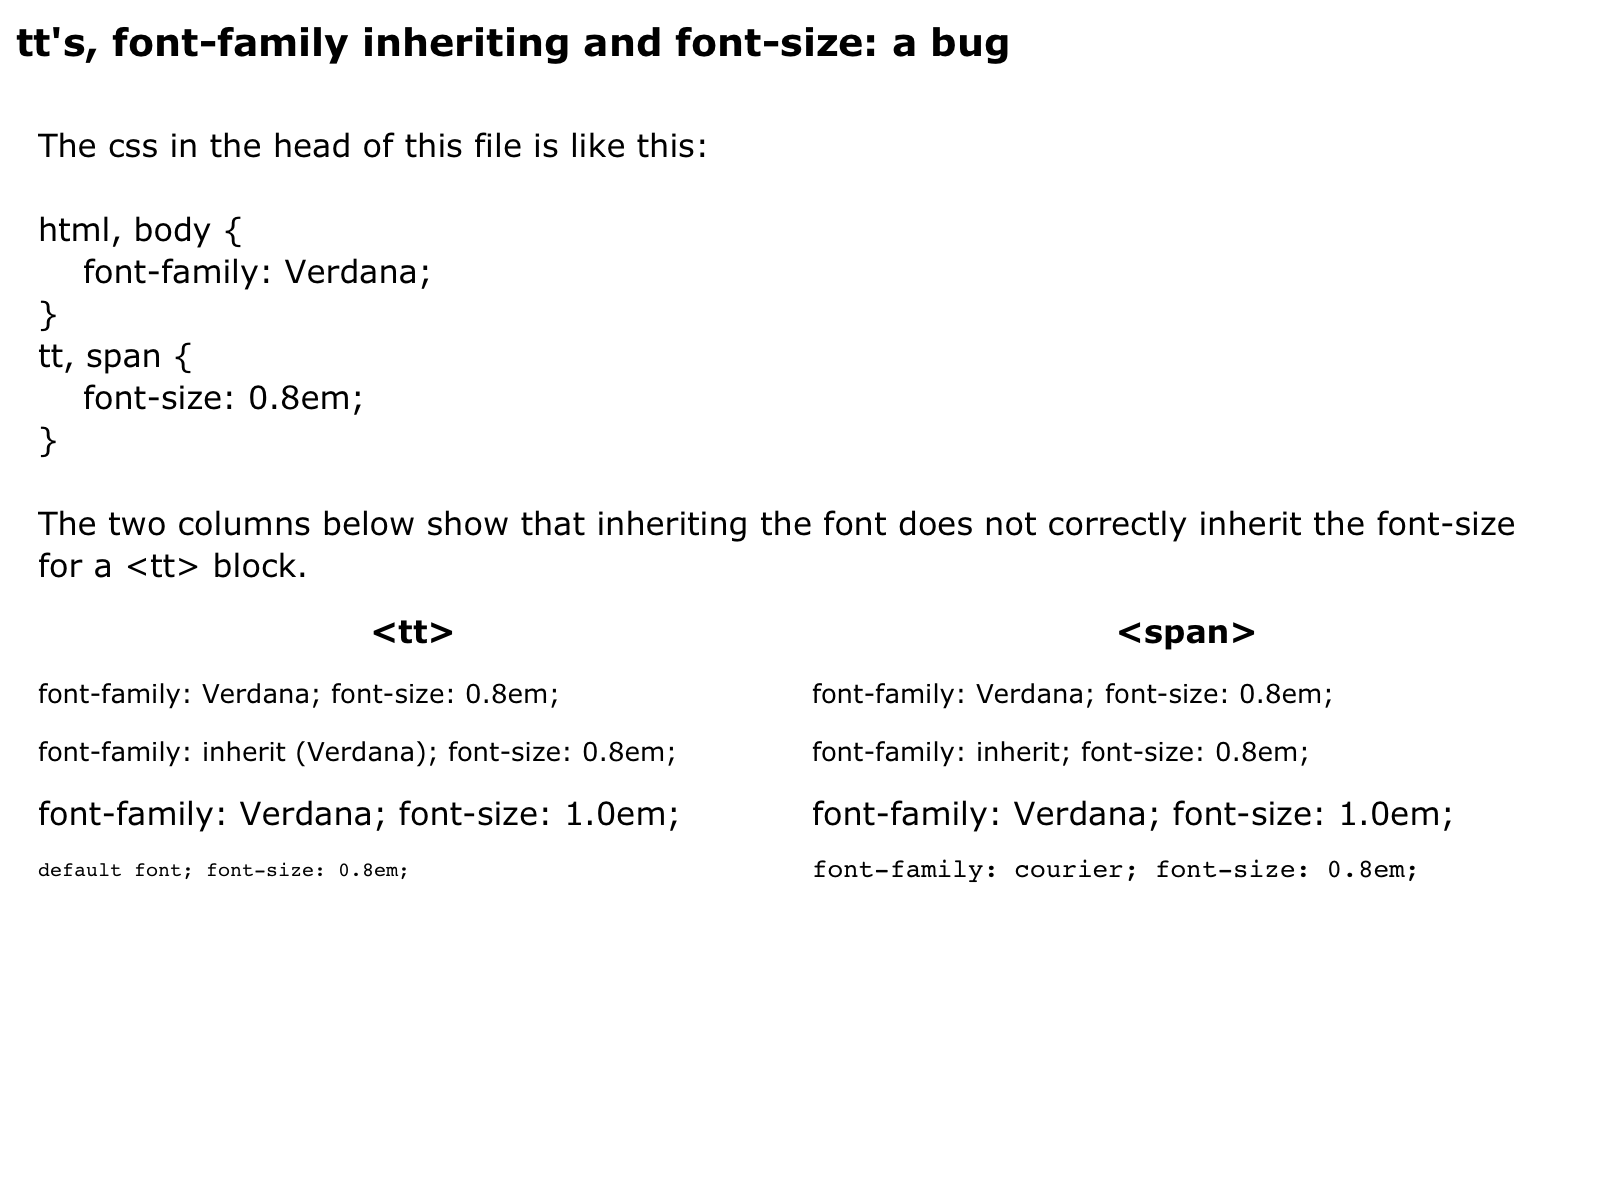 tt's, font-family inheriting and font-size: a bug
The css in the head of this file is like this:
html, body {
font-family: Verdana;
}
tt, span {
font-size: 0.8em;
}
The two columns below show that inheriting the font does not correctly inherit the font-size
for a <tt> block.
<tt>
font-family: Verdana; font-size: 0.8em;
font-family: inherit (Verdana); font-size: 0.8em;
font-family: Verdana; font-size: 1.0em;
default font; font-size: 0.8em;
<span>
font-family: Verdana; font-size: 0.8em;
font-family: inherit; font-size: 0.8em;
font-family: Verdana; font-size: 1.0em;
font-family: courier; font-size: 0.8em;